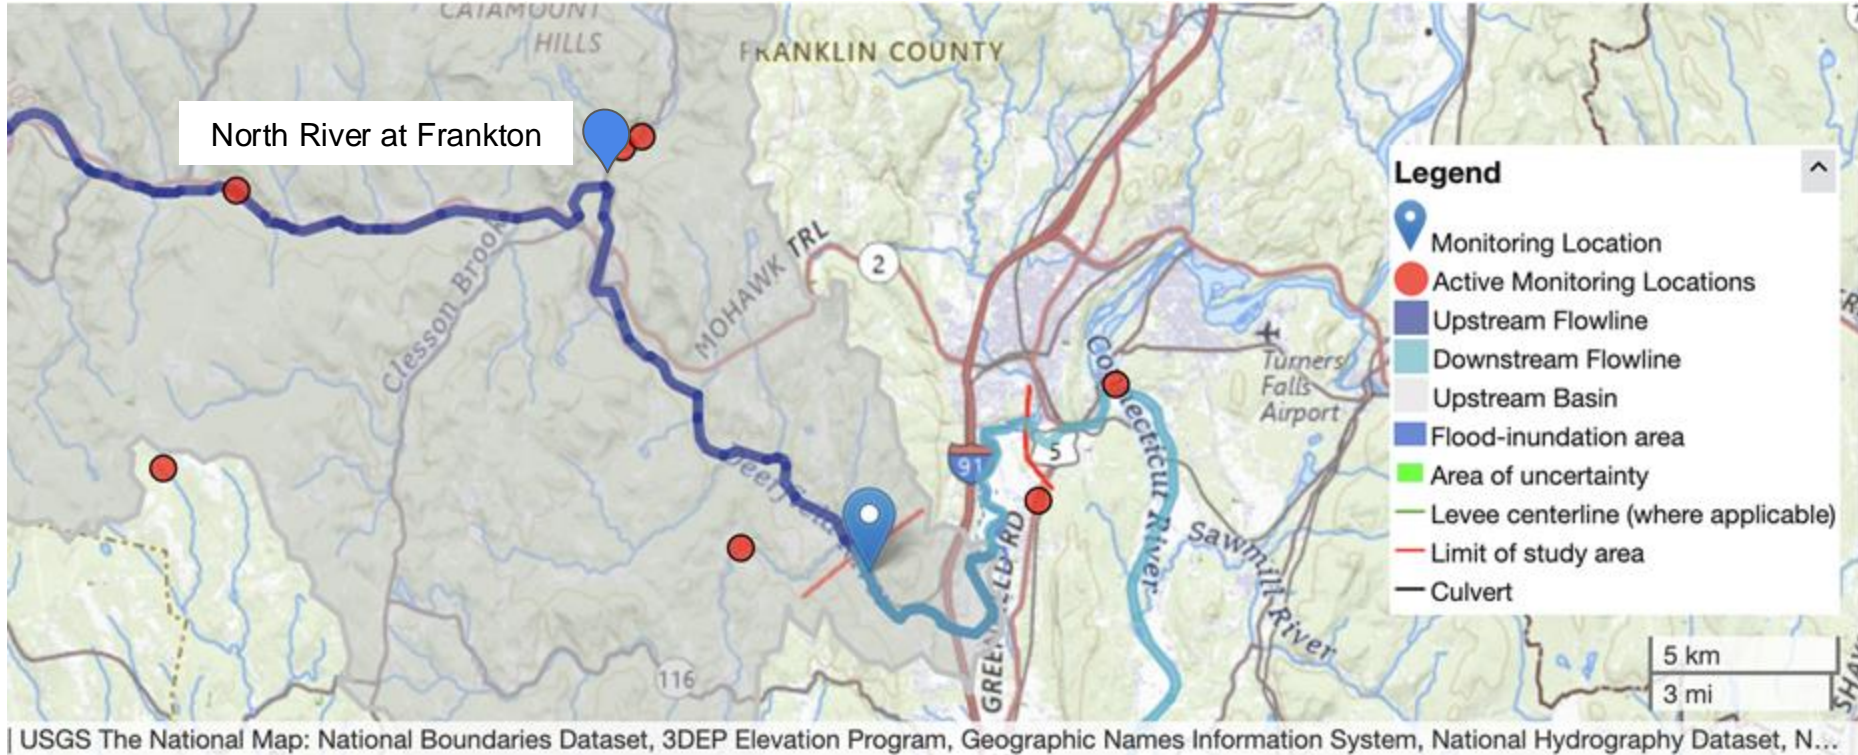 CATAMOUNT
HILLS
FRANKLIN COUNTY
North River at Frankton
MOHAWK TRL
2
Clesson Brook
Deerfield
91
5
GREENFIELD RD
Connecticut River
Turners
Falls
Airport
Sawmill River
116
Legend
Monitoring Location
Active Monitoring Locations
Upstream Flowline
Downstream Flowline
Upstream Basin
Flood-inundation area
Area of uncertainty
Levee centerline (where applicable)
Limit of study area
Culvert
5 km
3 mi
| USGS The National Map: National Boundaries Dataset, 3DEP Elevation Program, Geographic Names Information System, National Hydrography Dataset, N...